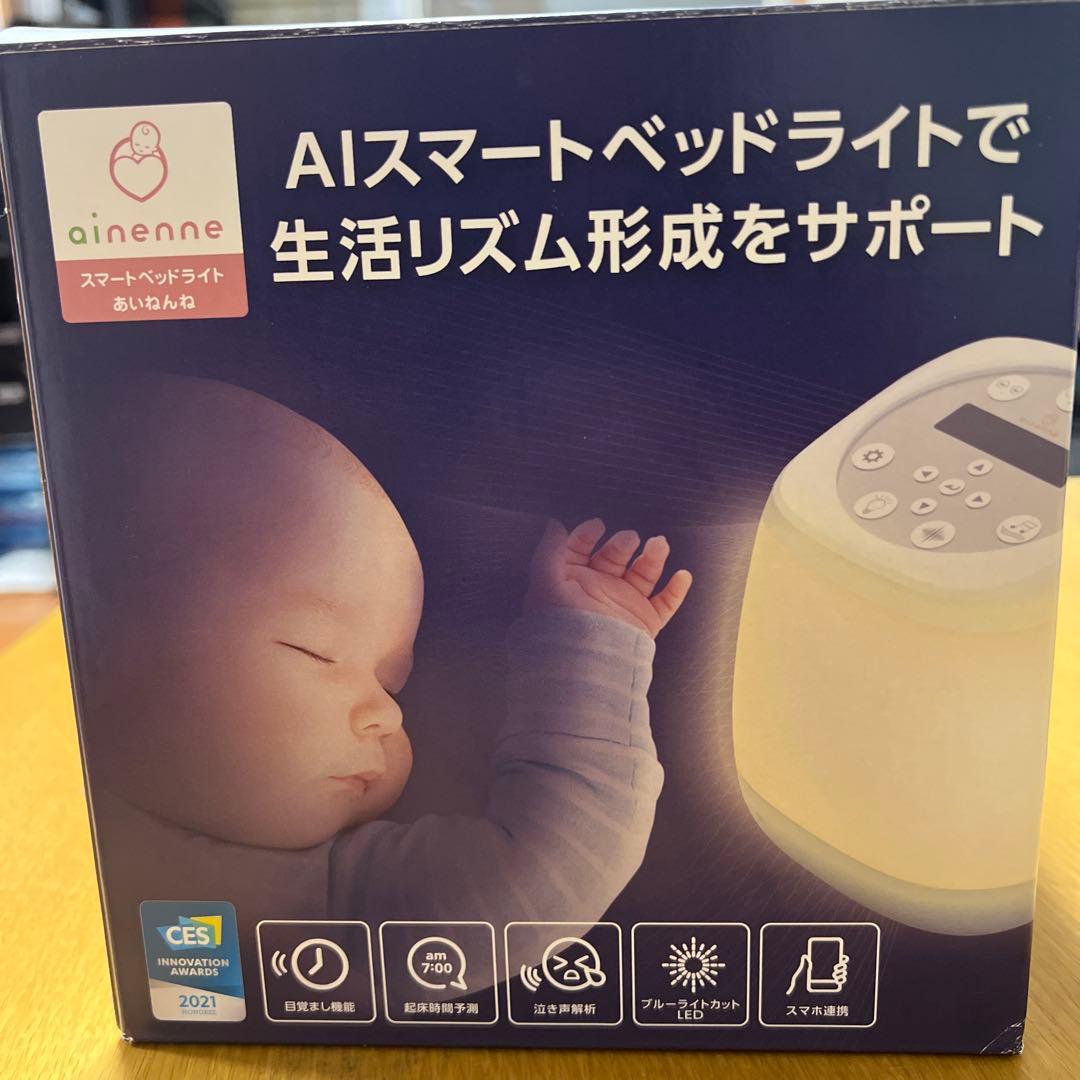 ainenne
スマートベッドライト
あいねんね
AIスマートベッドライトで
生活リズム形成をサポート
CES
INNOVATION
AWARDS
2021
HONOREE
目覚まし機能
am
7:00
起床時間予測
泣き声解析
ブルーライトカット
LED
スマホ連携